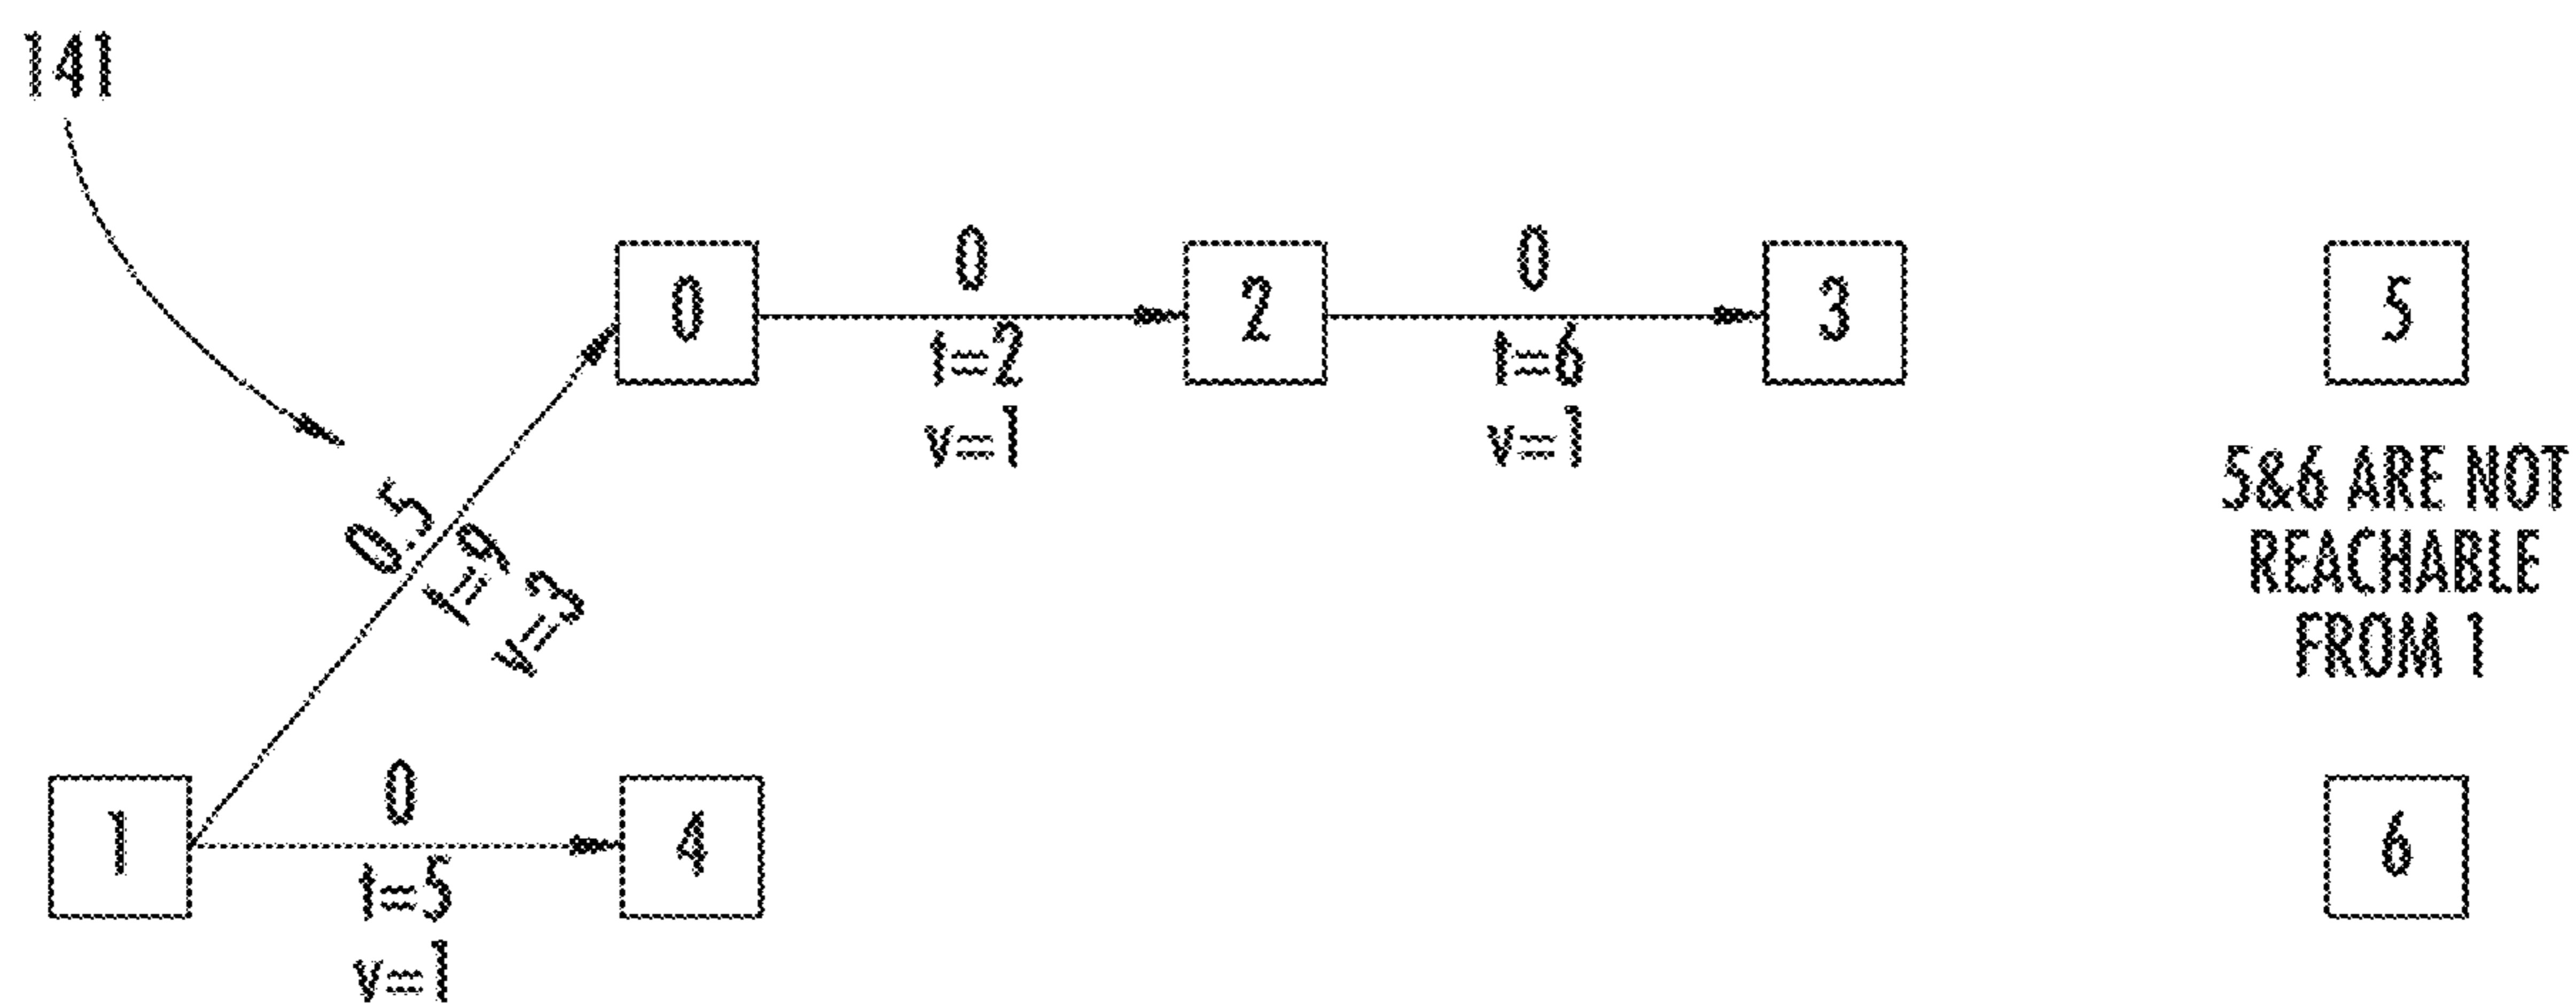 141
0
0
0
2
3
5
t=2
t=6
v=1
v=1
5&6 ARE NOT
REACHABLE
FROM 1
0.5
t=9
v=3
0
1
4
6
t=5
v=1